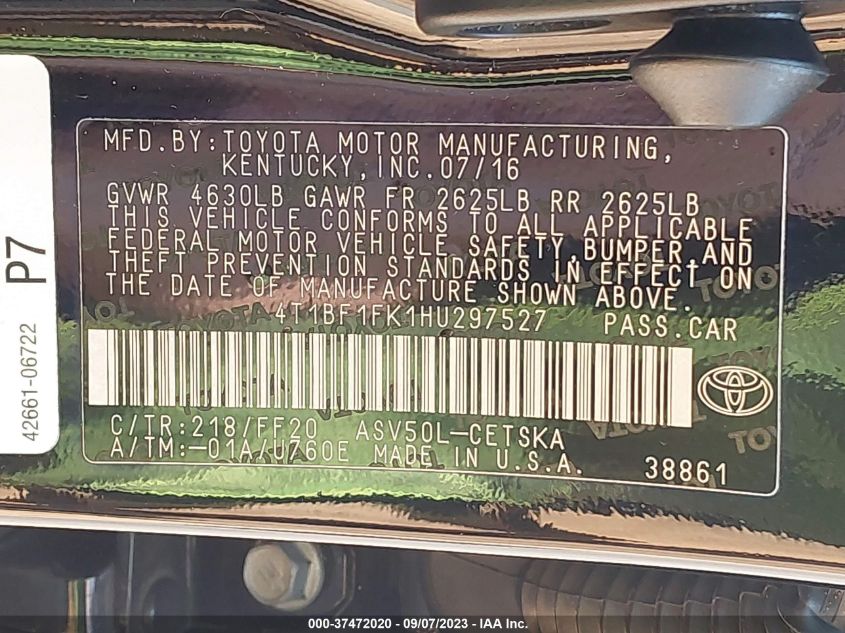 MFD.BY:TOYOTA MOTOR MANUFACTURING,
KENTUCKY, INC.07/16
GVWR 4630LB GAWR FR 2625LB RR 2625LB
THIS VEHICLE CONFORMS TO ALL APPLICABLE
FEDERAL MOTOR VEHICLE SAFETY,BUMPER,AND
THEFT PREVENTION STANDARDS IN EFFECT ON
THE DATE OF MANUFACTURE SHOWN ABOVE.
4T1BF1FK1HU297527 PASS.CAR
C/TR:218/FF20 ASV50L-CETSKA
A/TM:-01A/U760E MADE IN U.S.A. 38861
P7
42661-06722
TOYOTA
000-37472020 - 09/07/2023 - IAA Inc.